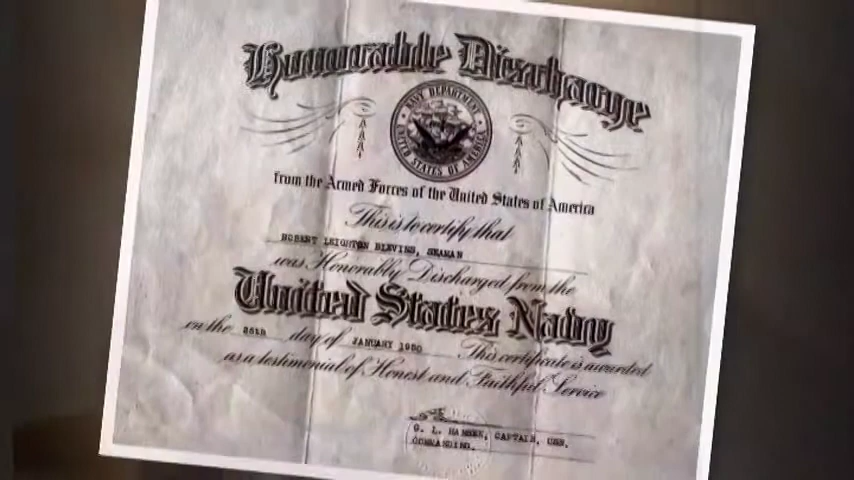 Honorable Discharge
NAVY DEPARTMENT
UNITED STATES OF AMERICA
from the Armed Forces of the United States of America
This is to certify that
ROBERT LEIGHTON BLEVINS, SEAMAN
was Honorably Discharged from the
United States Navy
on the 25th day of JANUARY 1950 This certificate is awarded
as a testimonial of Honest and Faithful Service
G. L. CAPTAIN, USN.
COMMANDING.